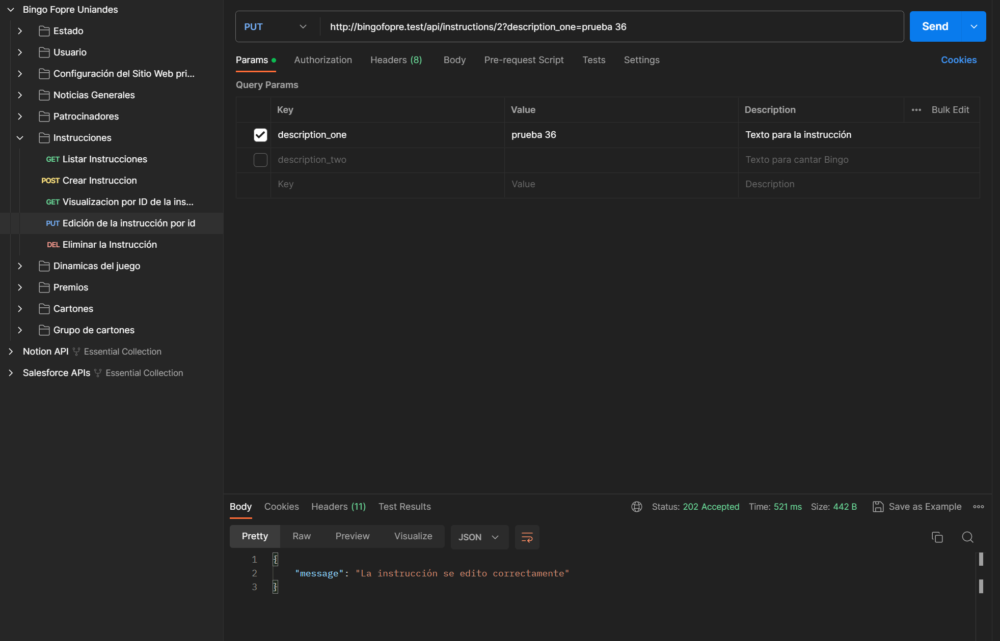 Bingo Fopre Uniandes
Estado
Usuario
Configuración del Sitio Web pri...
Noticias Generales
Patrocinadores
Instrucciones
GET Listar Instrucciones
POST Crear Instruccion
GET Visualizacion por ID de la ins...
PUT Edición de la instrucción por id
DEL Eliminar la Instrucción
Dinamicas del juego
Premios
Cartones
Grupo de cartones
Notion API Essential Collection
Salesforce APIs Essential Collection
PUT http://bingofopre.test/api/instructions/2?description_one=prueba 36 Send
Params Authorization Headers (8) Body Pre-request Script Tests Settings Cookies
Query Params
Key Value Description Bulk Edit
description_one prueba 36 Texto para la instrucción
description_two Texto para cantar Bingo
Key Value Description
Body Cookies Headers (11) Test Results Status: 202 Accepted Time: 521 ms Size: 442 B Save as Example
Pretty Raw Preview Visualize JSON
1 {
2 "message": "La instrucción se edito correctamente"
3 }